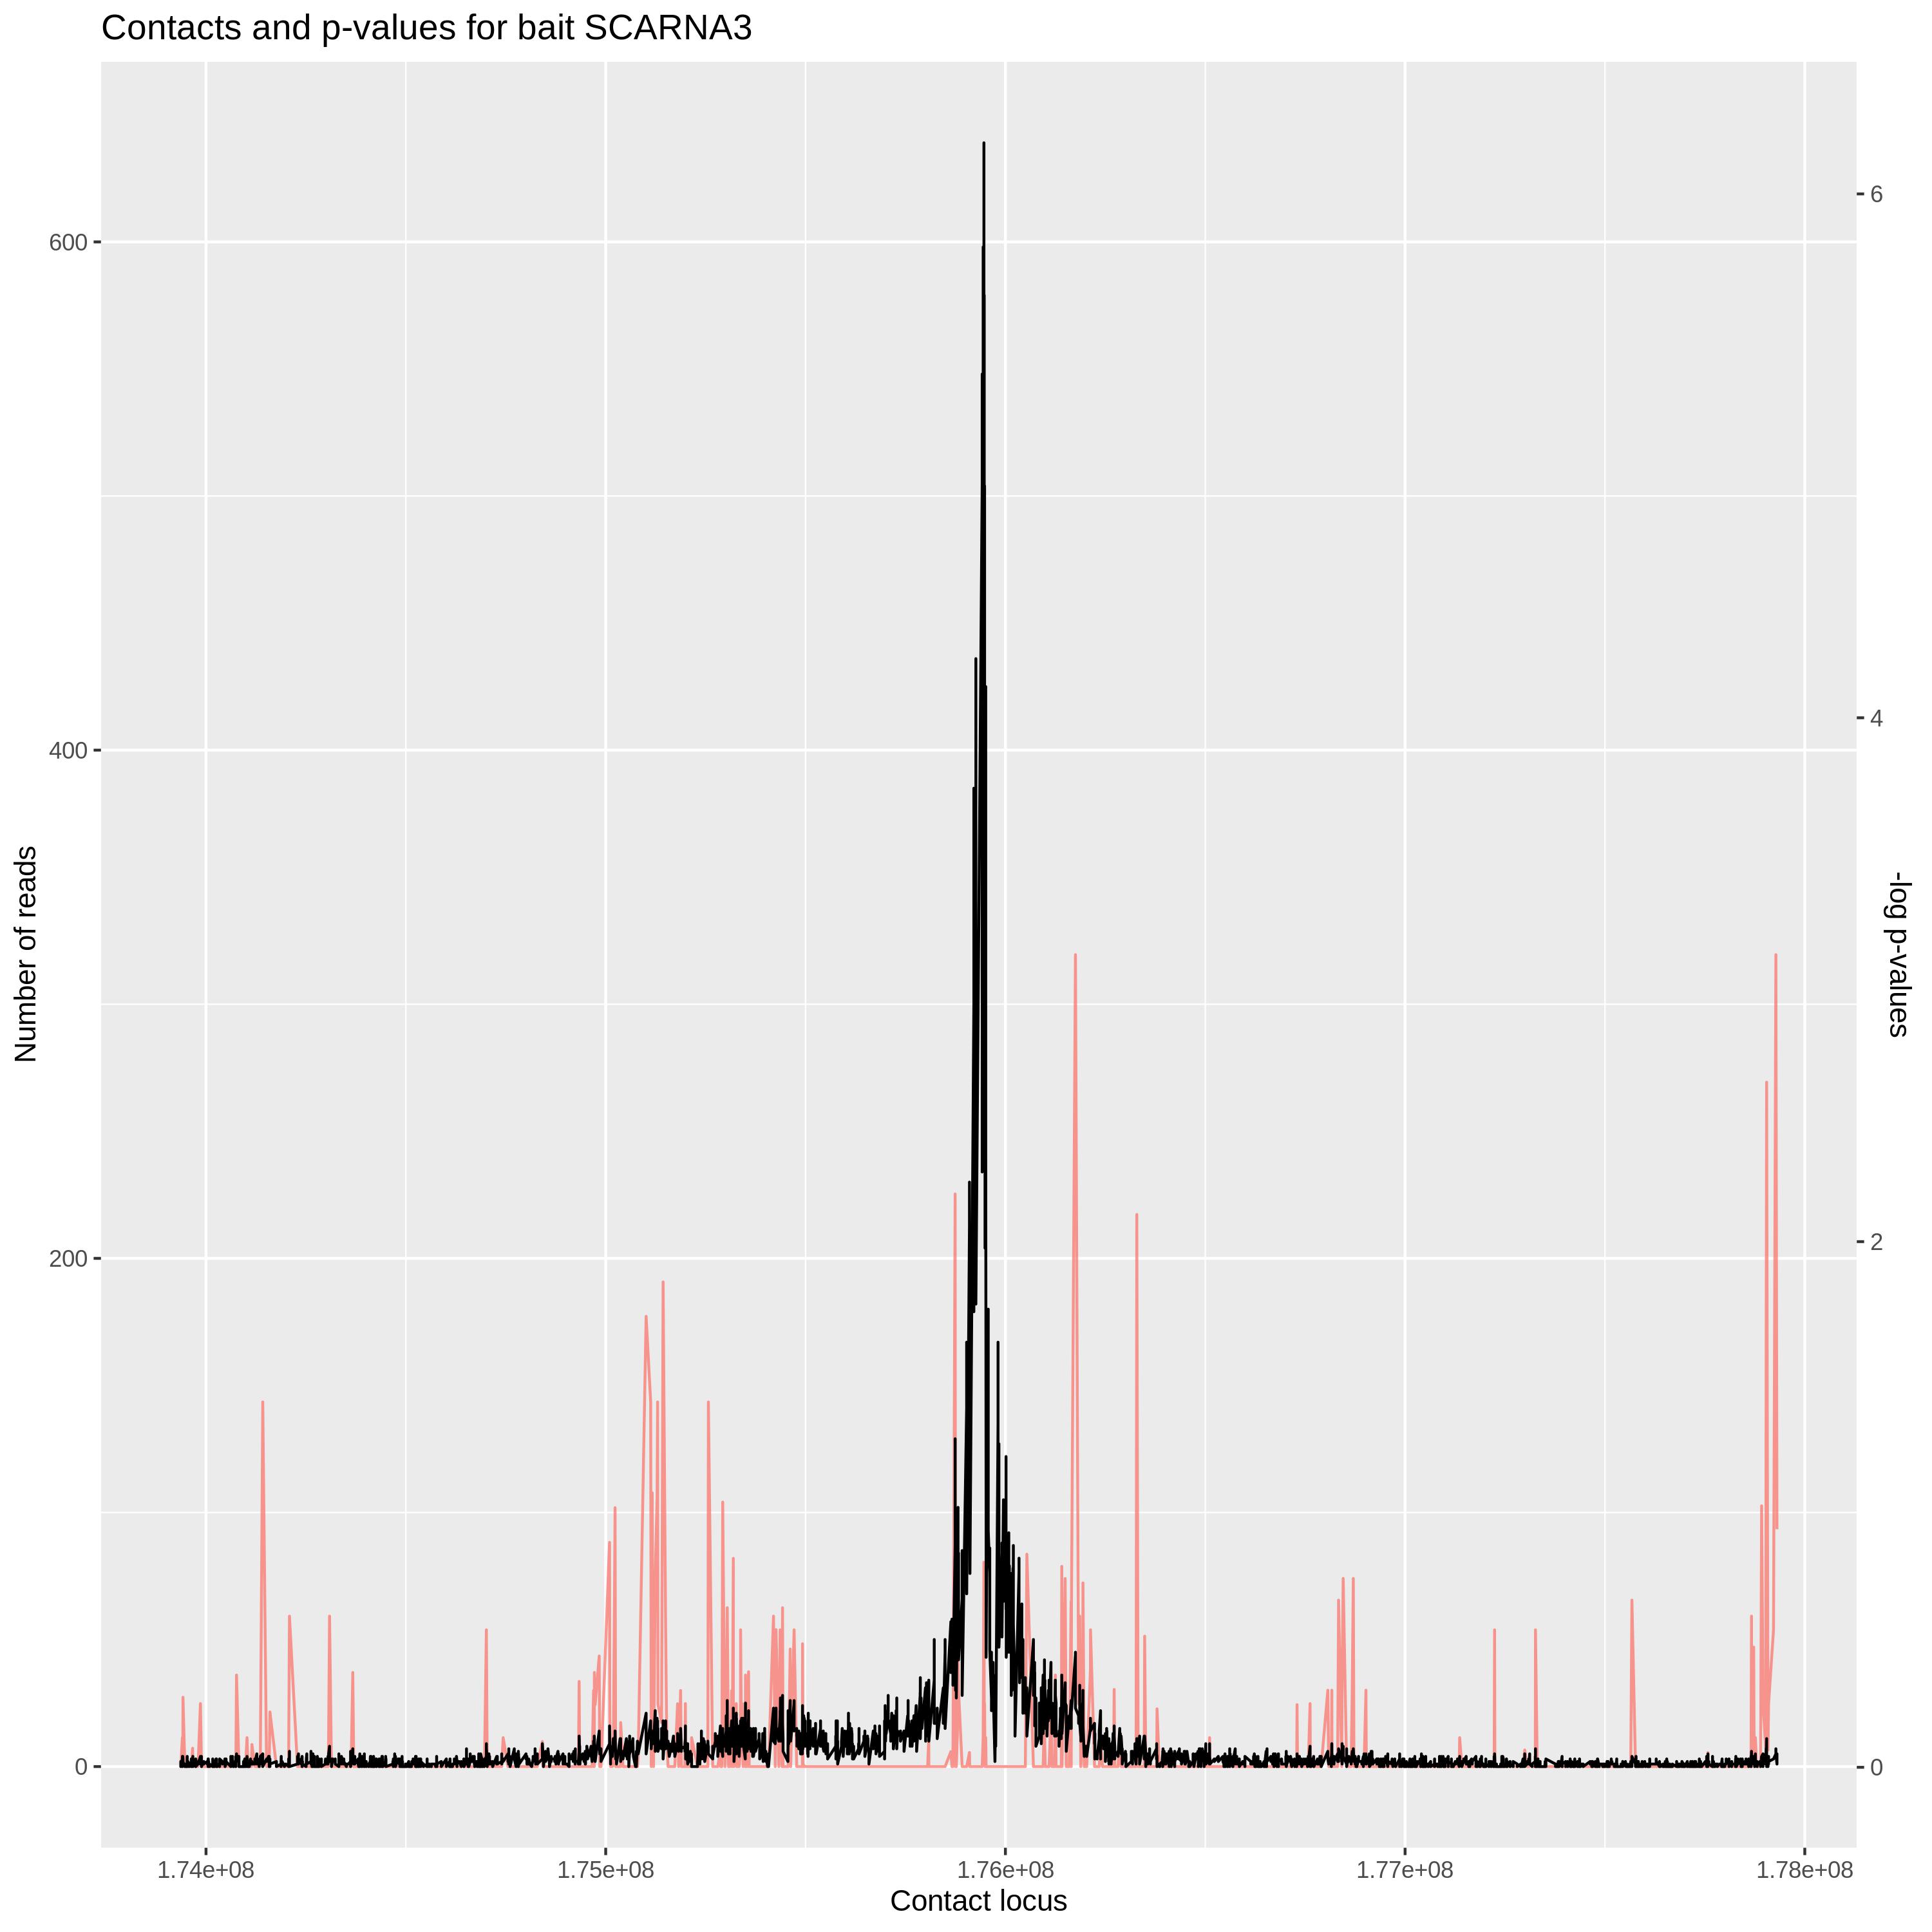 Contacts and p-values for bait SCARNA3
600
400
200
0
6
4
2
0
Number of reads
-log p-values
1.74e+08
1.75e+08
1.76e+08
1.77e+08
1.78e+08
Contact locus